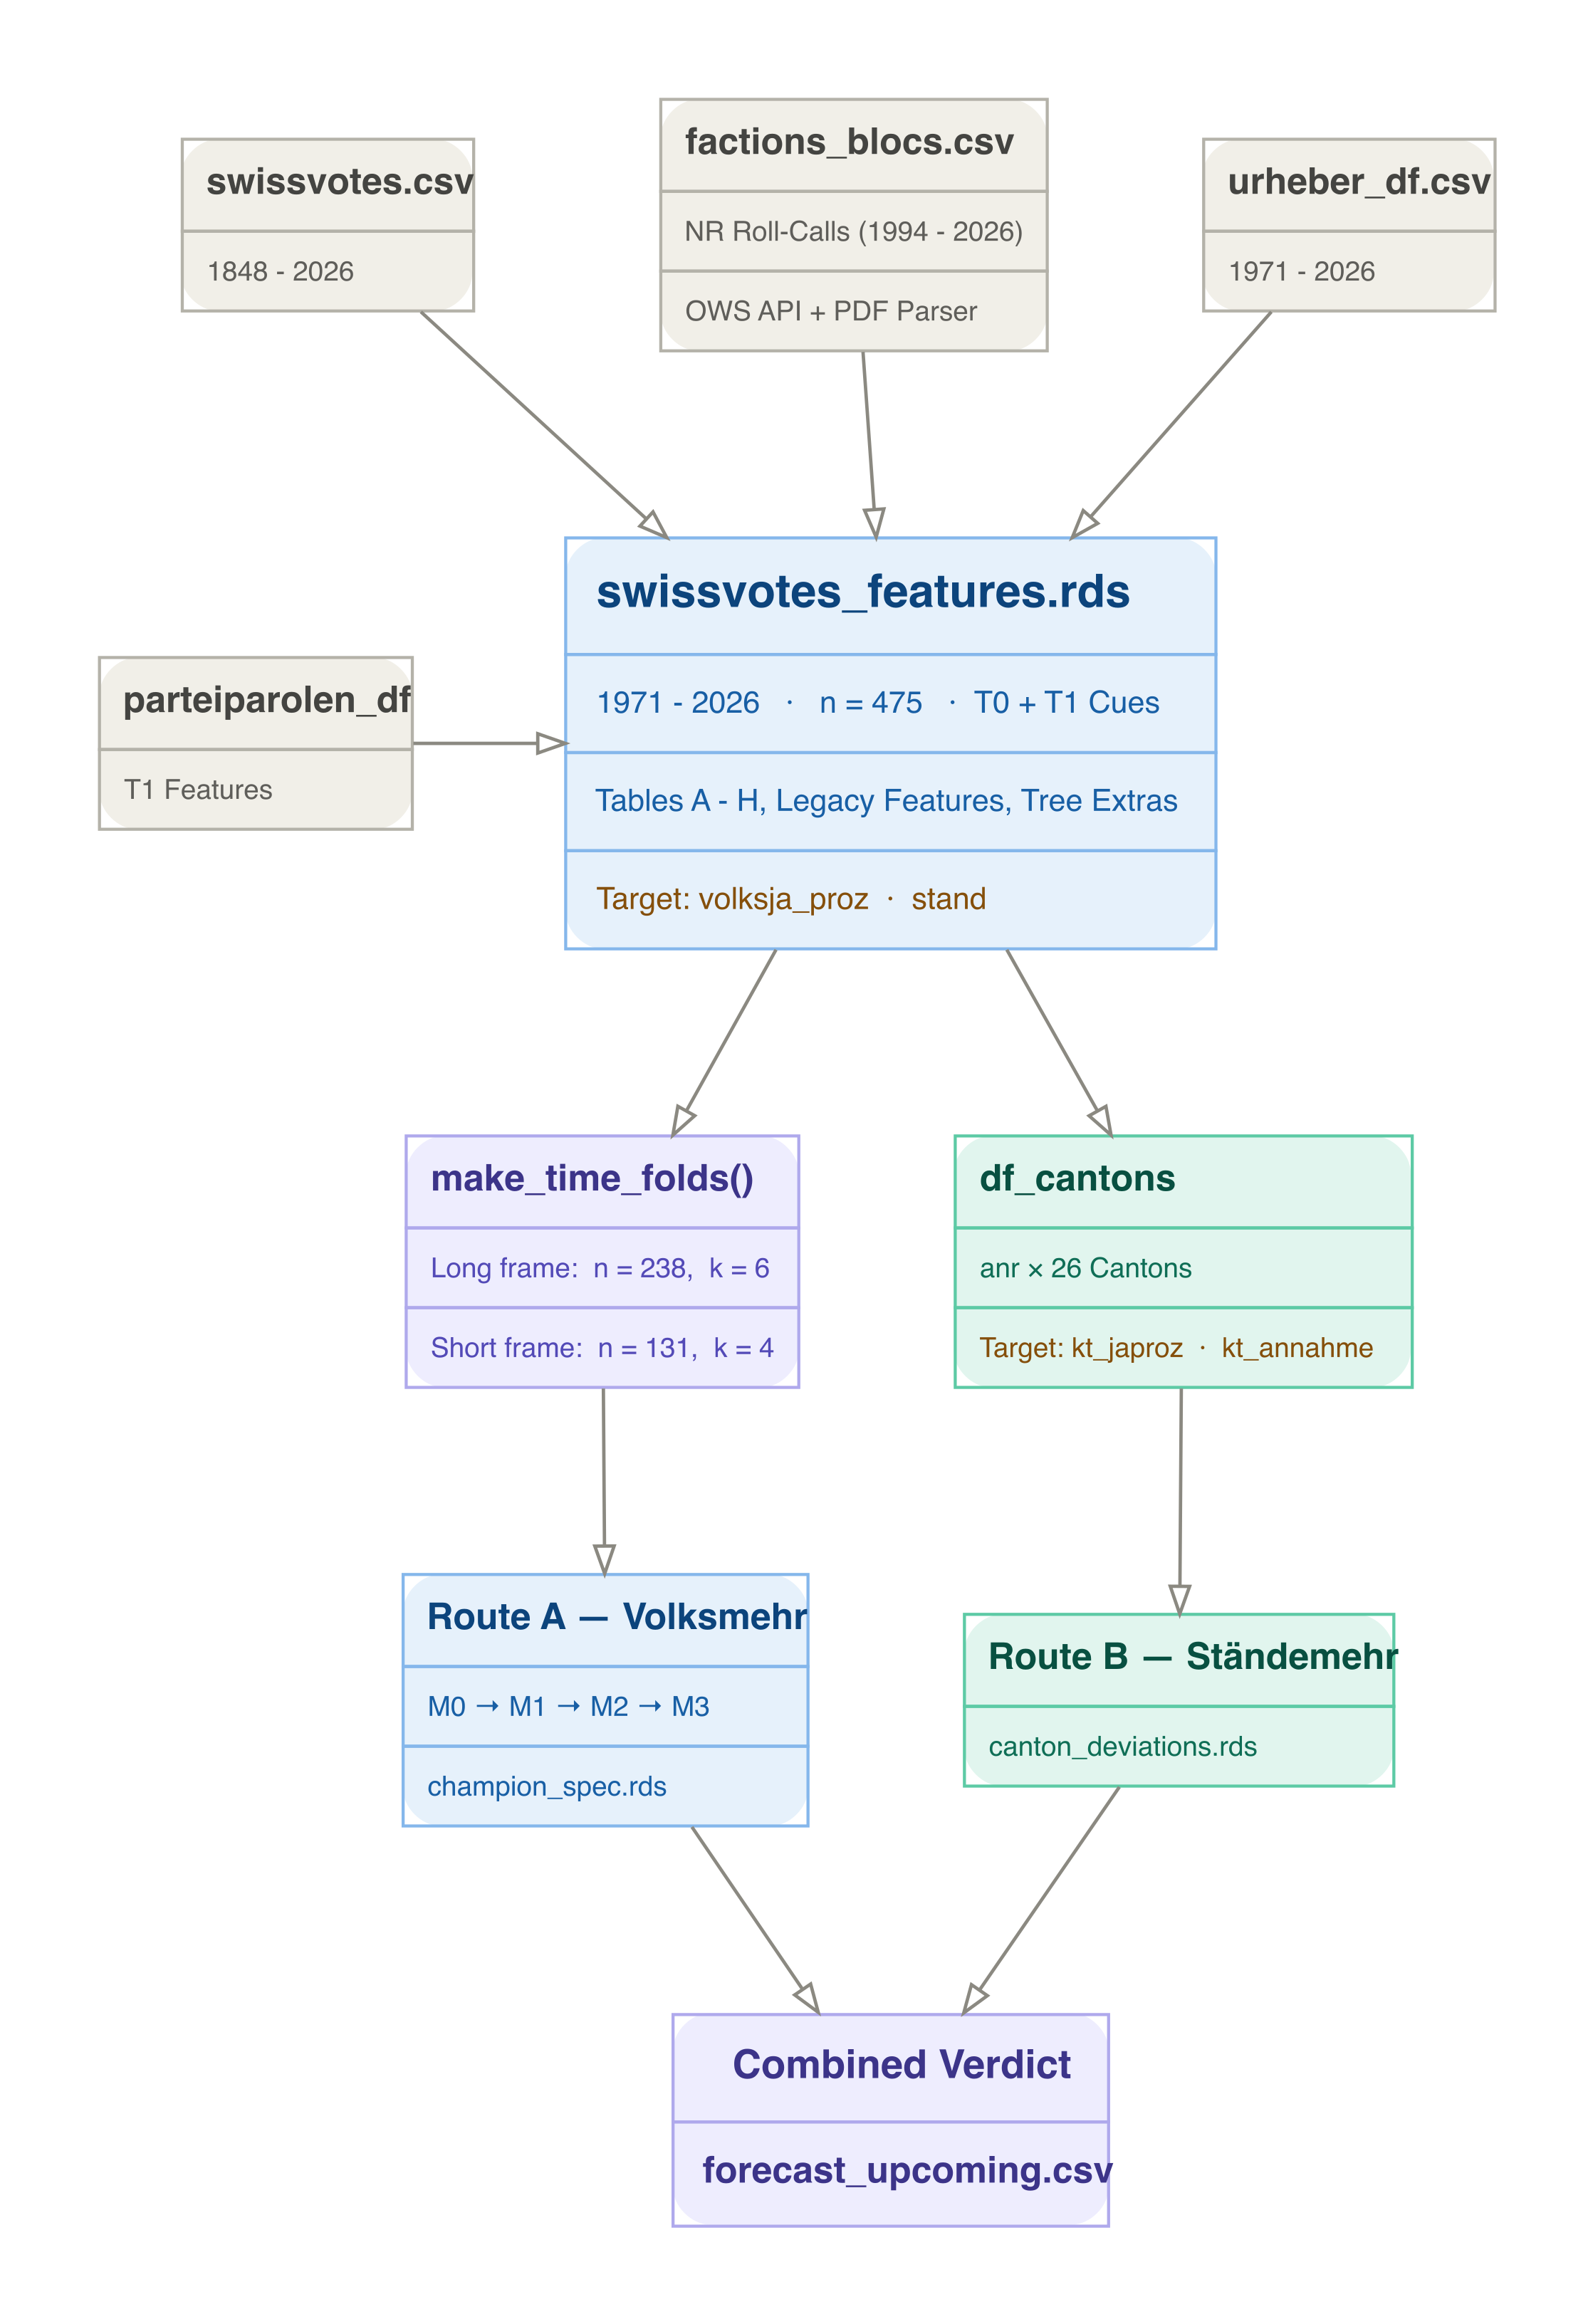 swissvotes.csv
1848 - 2026
factions_blocs.csv
NR Roll-Calls (1994 - 2026)
OWS API + PDF Parser
urheber_df.csv
1971 - 2026
swissvotes_features.rds
1971 - 2026 · n = 475 · T0 + T1 Cues
Tables A - H, Legacy Features, Tree Extras
Target: volksja_proz · stand
parteiparolen_df
T1 Features
make_time_folds()
Long frame: n = 238, k = 6
Short frame: n = 131, k = 4
df_cantons
anr × 26 Cantons
Target: kt_japroz · kt_annahme
Route A — Volksmehr
M0 → M1 → M2 → M3
champion_spec.rds
Route B — Ständemehr
canton_deviations.rds
Combined Verdict
forecast_upcoming.csv